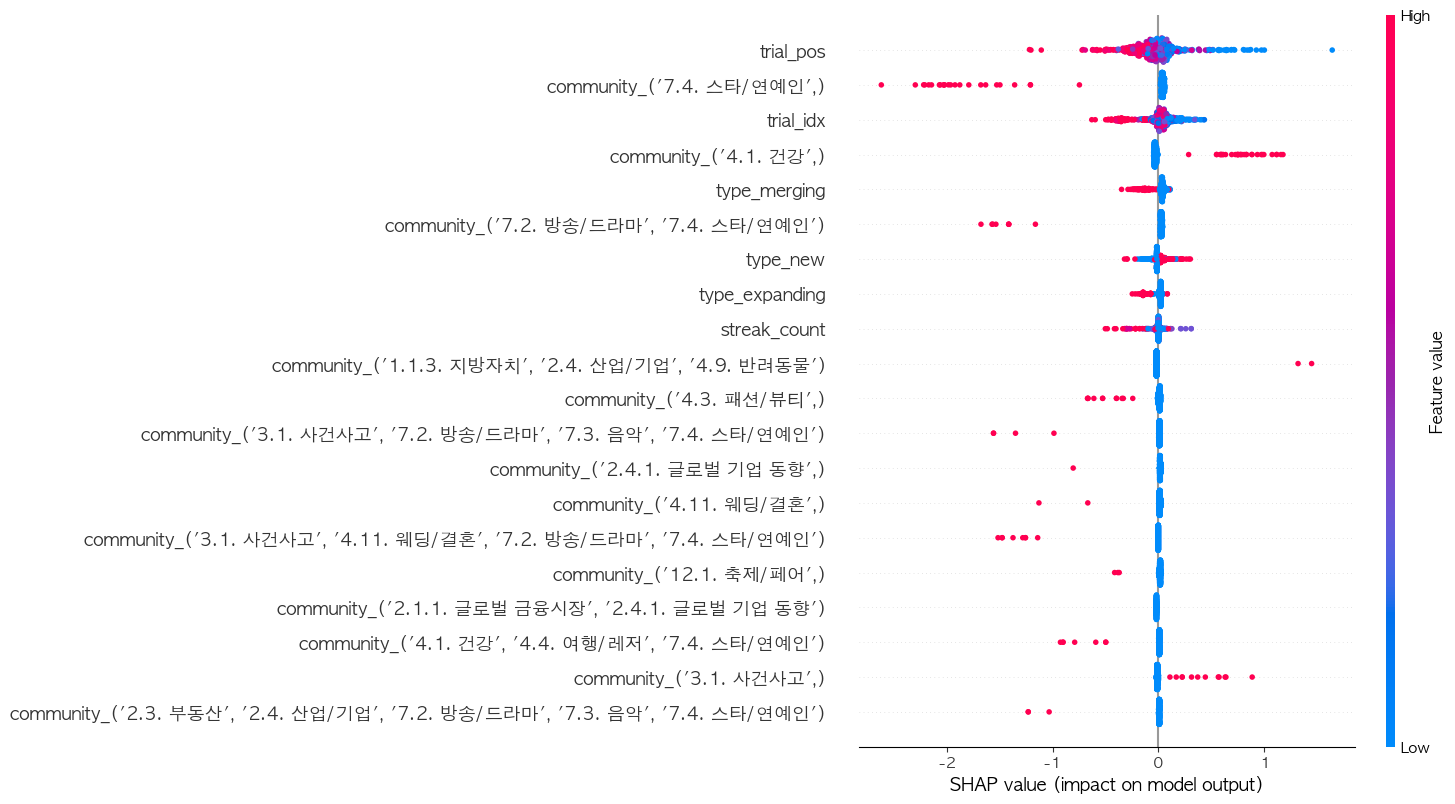 High
trial_pos
community_('7.4. 스타/연예인',)
trial_idx
community_('4.1. 건강',)
type_merging
community_('7.2. 방송/드라마', '7.4. 스타/연예인')
type_new
type_expanding
streak_count
community_('1.1.3. 지방자치', '2.4. 산업/기업', '4.9. 반려동물')
community_('4.3. 패션/뷰티',)
community_('3.1. 사건사고', '7.2. 방송/드라마', '7.3. 음악', '7.4. 스타/연예인')
community_('2.4.1. 글로벌 기업 동향',)
community_('4.11. 웨딩/결혼',)
community_('3.1. 사건사고', '4.11. 웨딩/결혼', '7.2. 방송/드라마', '7.4. 스타/연예인')
community_('12.1. 축제/페어',)
community_('2.1.1. 글로벌 금융시장', '2.4.1. 글로벌 기업 동향')
community_('4.1. 건강', '4.4. 여행/레저', '7.4. 스타/연예인')
community_('3.1. 사건사고',)
community_('2.3. 부동산', '2.4. 산업/기업', '7.2. 방송/드라마', '7.3. 음악', '7.4. 스타/연예인')
Feature value
Low
-2 -1 0 1
SHAP value (impact on model output)